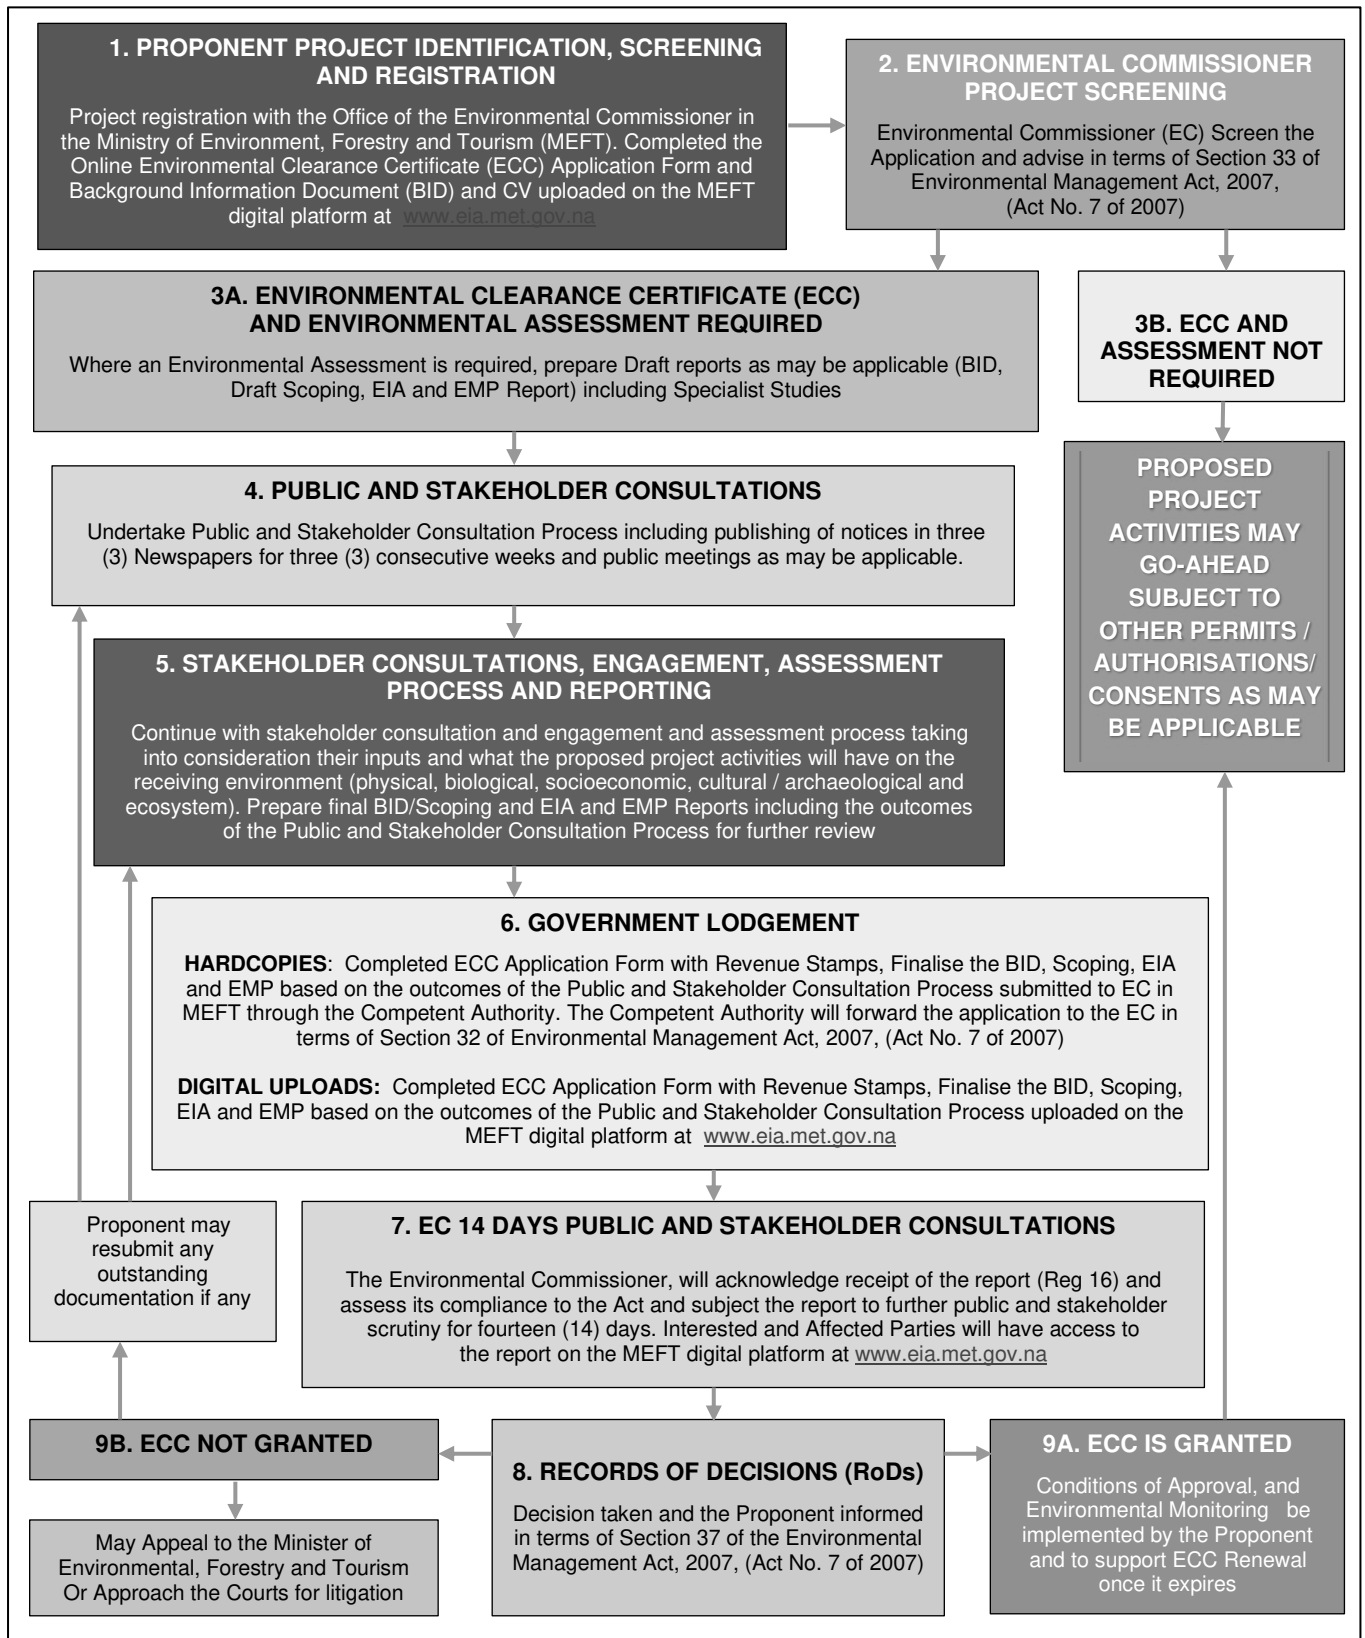 1. PROPONENT PROJECT IDENTIFICATION, SCREENING
AND REGISTRATION
Project registration with the Office of the Environmental Commissioner in
the Ministry of Environment, Forestry and Tourism (MEFT). Completed the
Online Environmental Clearance Certificate (ECC) Application Form and
Background Information Document (BID) and CV uploaded on the MEFT
digital platform at www.eia.met.gov.na
2. ENVIRONMENTAL COMMISSIONER
PROJECT SCREENING
Environmental Commissioner (EC) Screen the
Application and advise in terms of Section 33 of
Environmental Management Act, 2007,
(Act No. 7 of 2007)
3A. ENVIRONMENTAL CLEARANCE CERTIFICATE (ECC)
AND ENVIRONMENTAL ASSESSMENT REQUIRED
Where an Environmental Assessment is required, prepare Draft reports as may be applicable (BID,
Draft Scoping, EIA and EMP Report) including Specialist Studies
3B. ECC AND
ASSESSMENT NOT
REQUIRED
PROPOSED
PROJECT
ACTIVITIES MAY
GO-AHEAD
SUBJECT TO
OTHER PERMITS /
AUTHORISATIONS/
CONSENTS AS MAY
BE APPLICABLE
4. PUBLIC AND STAKEHOLDER CONSULTATIONS
Undertake Public and Stakeholder Consultation Process including publishing of notices in three
(3) Newspapers for three (3) consecutive weeks and public meetings as may be applicable.
5. STAKEHOLDER CONSULTATIONS, ENGAGEMENT, ASSESSMENT
PROCESS AND REPORTING
Continue with stakeholder consultation and engagement and assessment process taking
into consideration their inputs and what the proposed project activities will have on the
receiving environment (physical, biological, socioeconomic, cultural / archaeological and
ecosystem). Prepare final BID/Scoping and EIA and EMP Reports including the outcomes
of the Public and Stakeholder Consultation Process for further review
6. GOVERNMENT LODGEMENT
HARDCOPIES: Completed ECC Application Form with Revenue Stamps, Finalise the BID, Scoping, EIA
and EMP based on the outcomes of the Public and Stakeholder Consultation Process submitted to EC in
MEFT through the Competent Authority. The Competent Authority will forward the application to the EC in
terms of Section 32 of Environmental Management Act, 2007, (Act No. 7 of 2007)
DIGITAL UPLOADS: Completed ECC Application Form with Revenue Stamps, Finalise the BID, Scoping,
EIA and EMP based on the outcomes of the Public and Stakeholder Consultation Process uploaded on the
MEFT digital platform at www.eia.met.gov.na
Proponent may
resubmit any
outstanding
documentation if any
7. EC 14 DAYS PUBLIC AND STAKEHOLDER CONSULTATIONS
The Environmental Commissioner, will acknowledge receipt of the report (Reg 16) and
assess its compliance to the Act and subject the report to further public and stakeholder
scrutiny for fourteen (14) days. Interested and Affected Parties will have access to
the report on the MEFT digital platform at www.eia.met.gov.na
9B. ECC NOT GRANTED
May Appeal to the Minister of
Environmental, Forestry and Tourism
Or Approach the Courts for litigation
8. RECORDS OF DECISIONS (RoDs)
Decision taken and the Proponent informed
in terms of Section 37 of the Environmental
Management Act, 2007, (Act No. 7 of 2007)
9A. ECC IS GRANTED
Conditions of Approval, and
Environmental Monitoring be
implemented by the Proponent
and to support ECC Renewal
once it expires